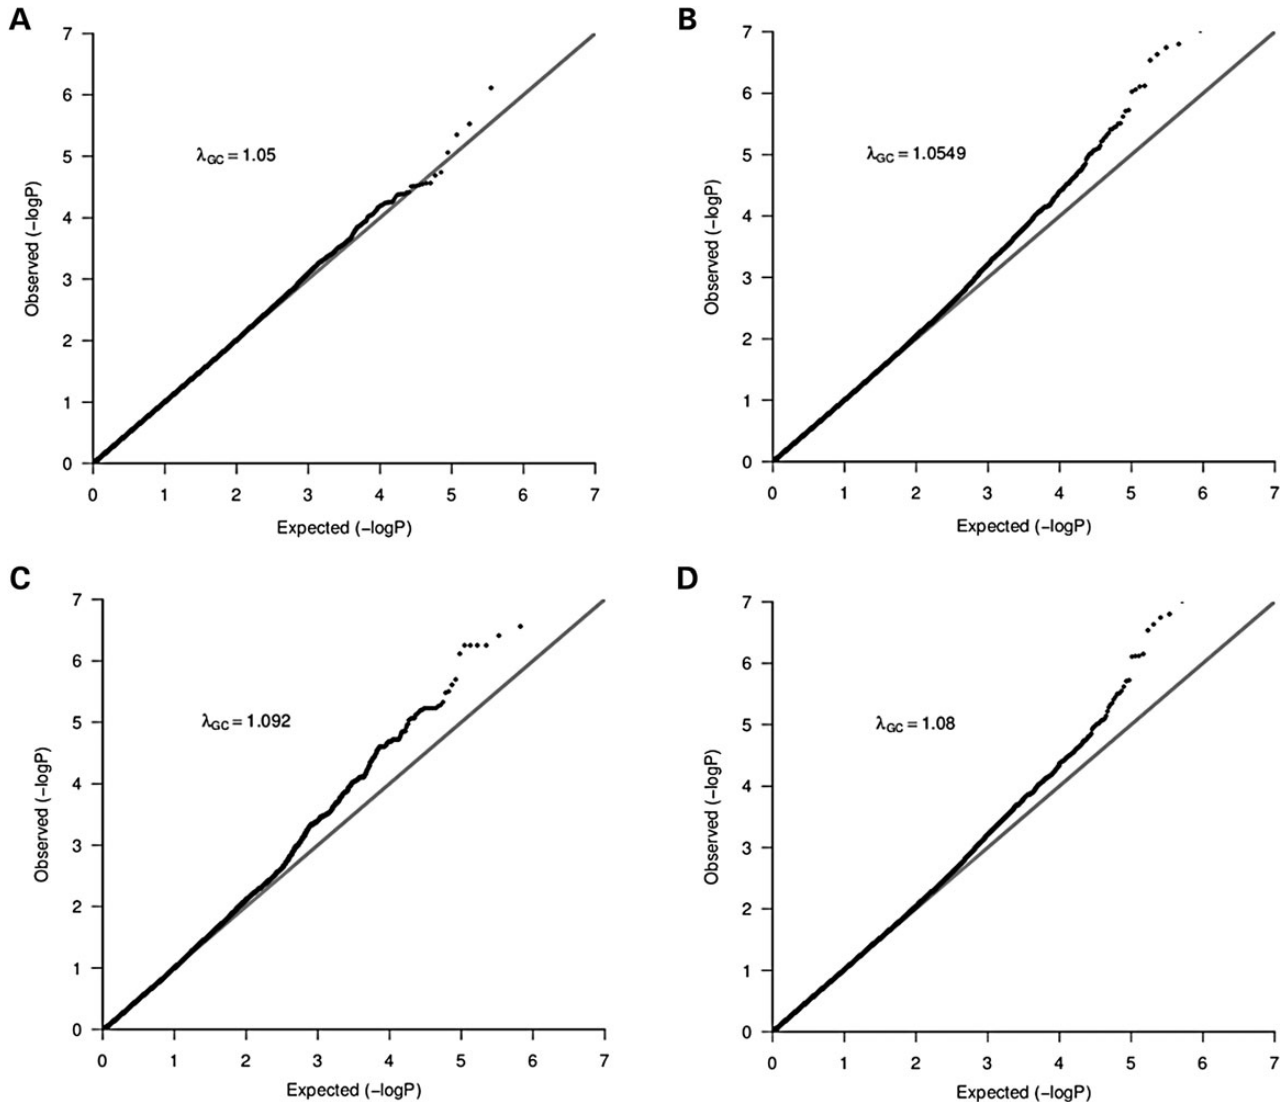 A
7
6
5
4
3
2
1
0
Observed (−logP)
λGC = 1.05
0 1 2 3 4 5 6 7
Expected (−logP)
B
7
6
5
4
3
2
1
0
Observed (−logP)
λGC = 1.0549
0 1 2 3 4 5 6 7
Expected (−logP)
C
7
6
5
4
3
2
1
0
Observed (−logP)
λGC = 1.092
0 1 2 3 4 5 6 7
Expected (−logP)
D
7
6
5
4
3
2
1
0
Observed (−logP)
λGC = 1.08
0 1 2 3 4 5 6 7
Expected (−logP)